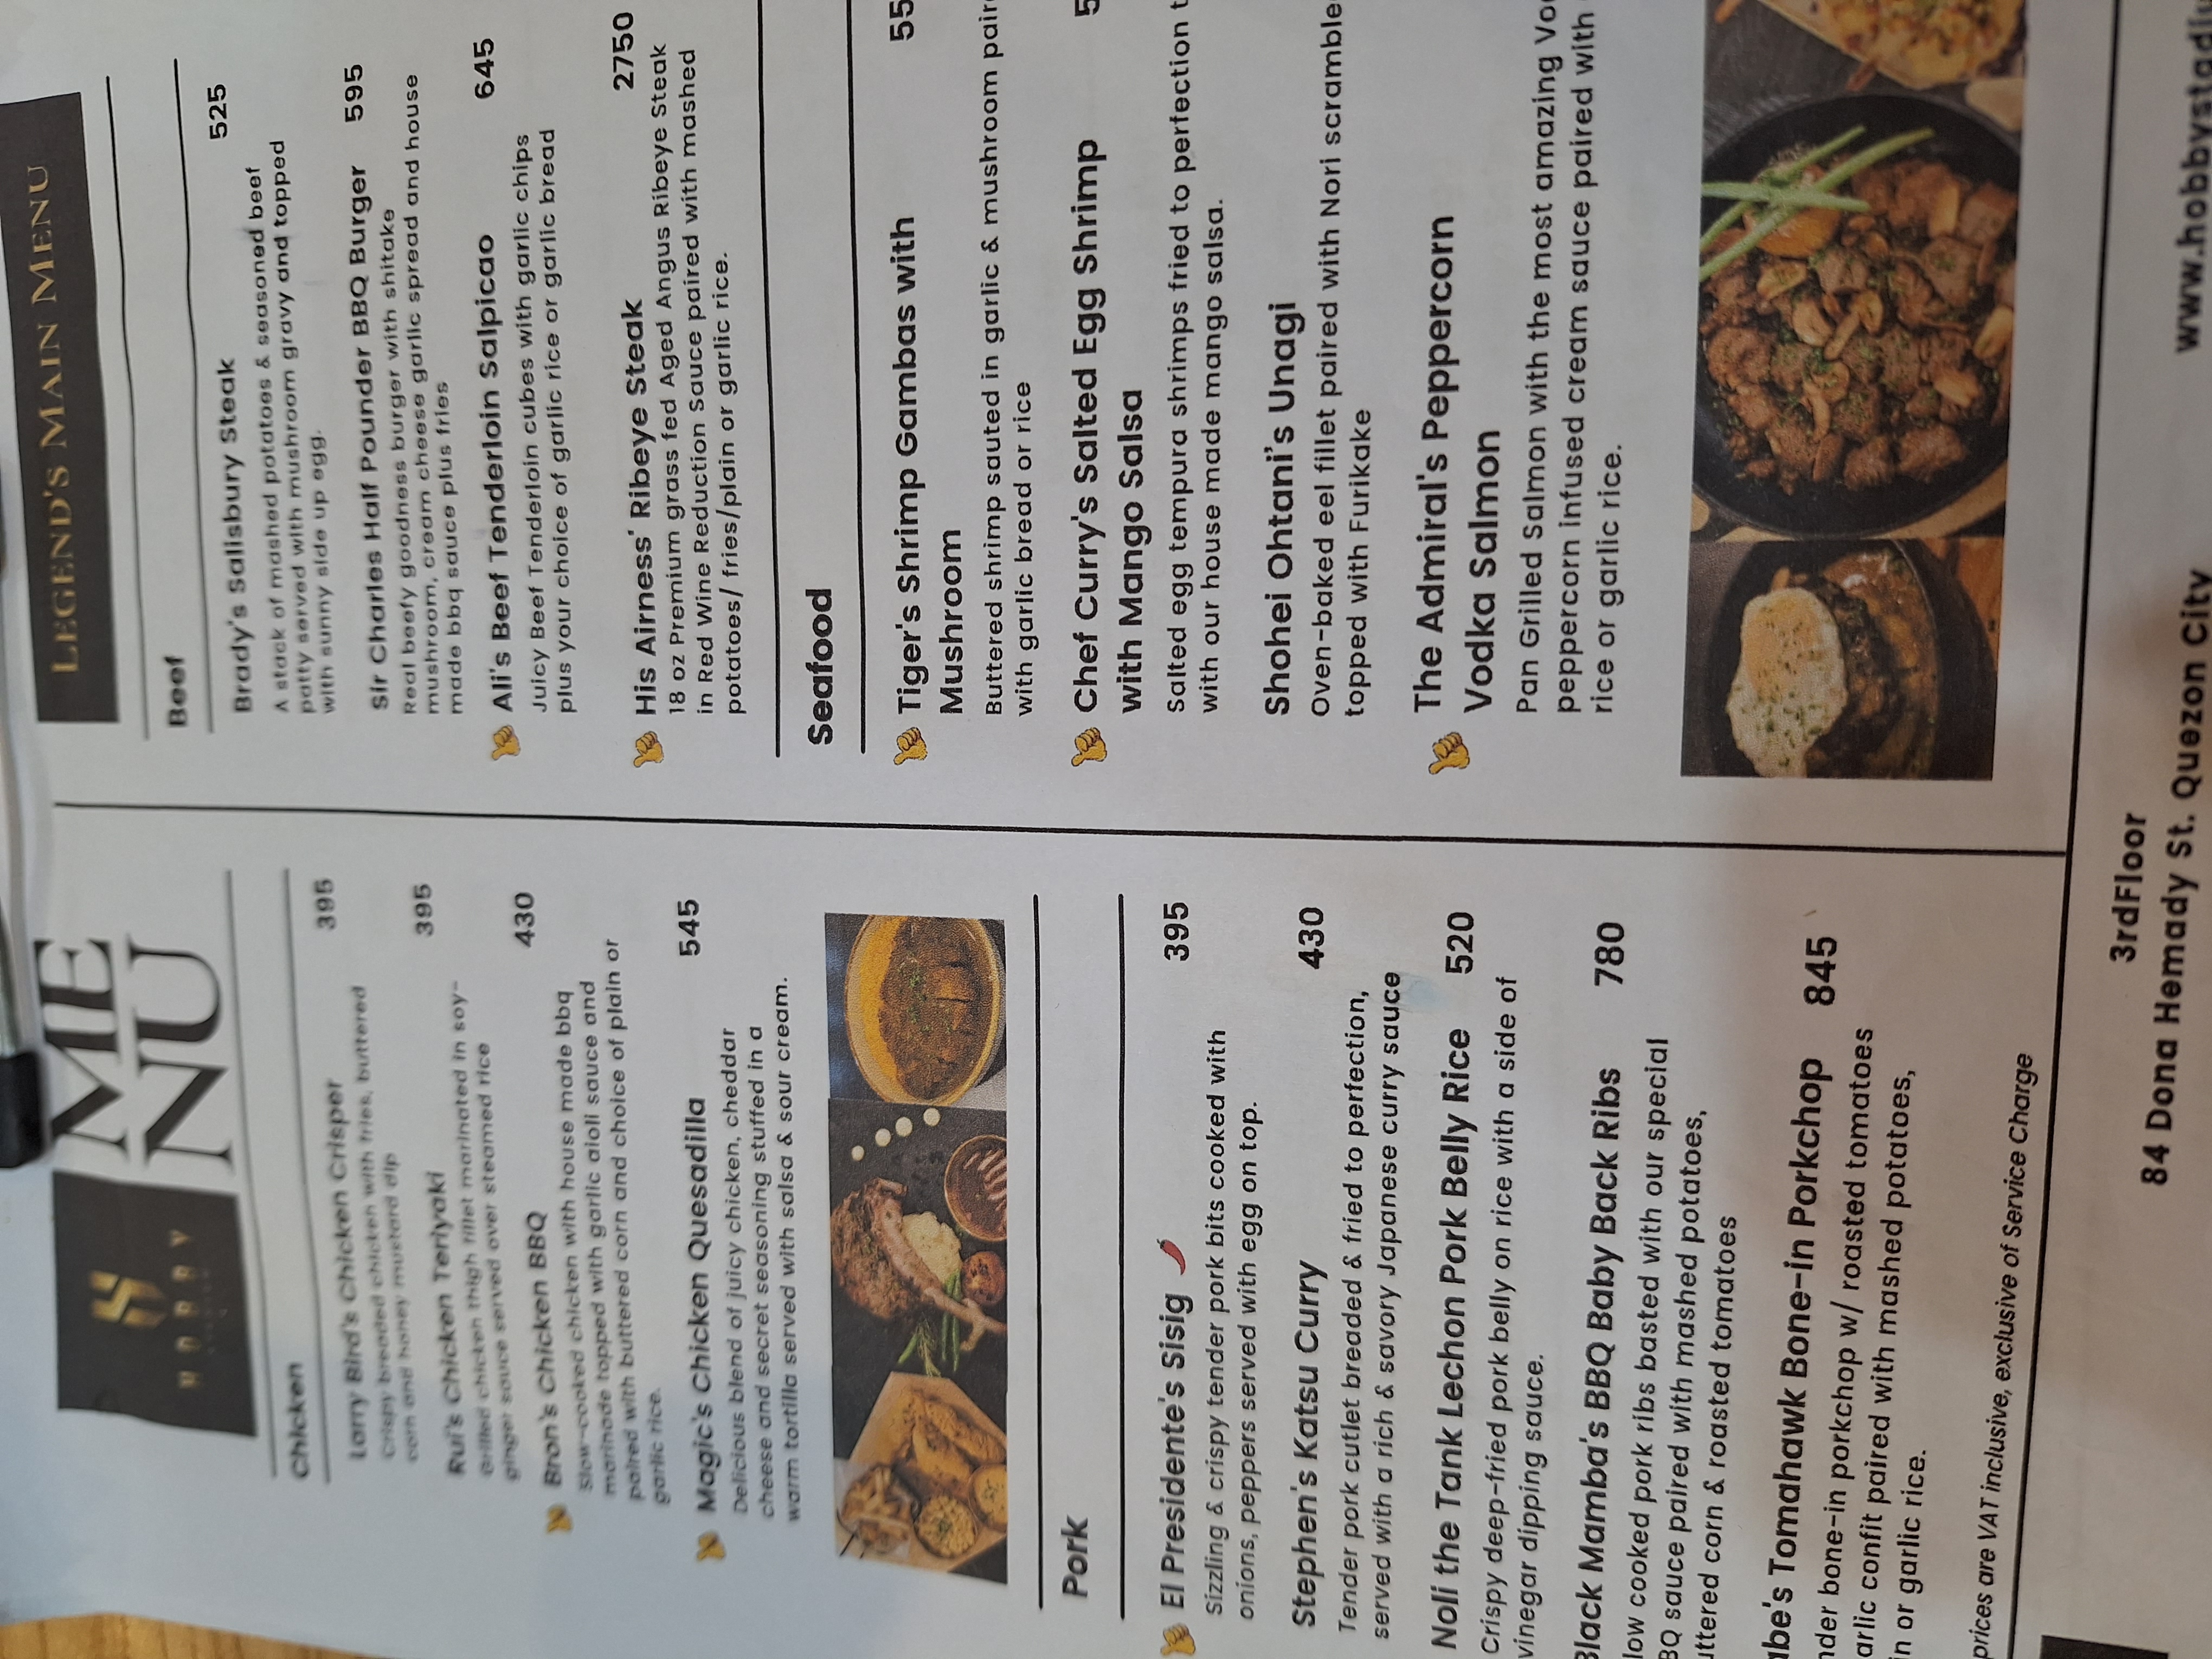 HOBBY
ME
NU
Chicken
Larry Bird's Chicken Crisper 395
Crispy breaded chicken with fries, buttered
corn and honey mustard dip
Rui's Chicken Teriyaki 395
Grilled chicken thigh fillet marinated in soy-
ginger sauce served over steamed rice
Bron's Chicken BBQ 430
Slow-cooked chicken with house made bbq
marinade topped with garlic aioli sauce and
paired with buttered corn and choice of plain or
garlic rice.
Magic's Chicken Quesadilla 545
Delicious blend of juicy chicken, cheddar
cheese and secret seasoning stuffed in a
warm tortilla served with salsa & sour cream.
Pork
El Presidente's Sisig 395
Sizzling & crispy tender pork bits cooked with
onions, peppers served with egg on top.
Stephen's Katsu Curry 430
Tender pork cutlet breaded & fried to perfection,
served with a rich & savory Japanese curry sauce
Noli the Tank Lechon Pork Belly Rice 520
Crispy deep-fried pork belly on rice with a side of
vinegar dipping sauce.
Black Mamba's BBQ Baby Back Ribs 780
low cooked pork ribs basted with our special
BQ sauce paired with mashed potatoes,
uttered corn & roasted tomatoes
abe's Tomahawk Bone-in Porkchop 845
nder bone-in porkchop w/ roasted tomatoes
arlic confit paired with mashed potatoes,
in or garlic rice.
prices are VAT inclusive, exclusive of Service Charge
LEGEND'S MAIN MENU
Beef
Brady's Salisbury Steak 525
A stack of mashed potatoes & seasoned beef
patty served with mushroom gravy and topped
with sunny side up egg.
Sir Charles Half Pounder BBQ Burger 595
Real beefy goodness burger with shitake
mushroom, cream cheese garlic spread and house
made bbq sauce plus fries
Ali's Beef Tenderloin Salpicao 645
Juicy Beef Tenderloin cubes with garlic chips
plus your choice of garlic rice or garlic bread
His Airness' Ribeye Steak 2750
18 oz Premium grass fed Aged Angus Ribeye Steak
in Red Wine Reduction Sauce paired with mashed
potatoes/ fries/plain or garlic rice.
Seafood
Tiger's Shrimp Gambas with 55
Mushroom
Buttered shrimp sauted in garlic & mushroom pair
with garlic bread or rice
Chef Curry's Salted Egg Shrimp 5
with Mango Salsa
Salted egg tempura shrimps fried to perfection t
with our house made mango salsa.
Shohei Ohtani's Unagi
Oven-baked eel fillet paired with Nori scramble
topped with Furikake
The Admiral's Peppercorn
Vodka Salmon
Pan Grilled Salmon with the most amazing Vo
peppercorn infused cream sauce paired with
rice or garlic rice.
3rdFloor
84 Dona Hemady St. Quezon City
www.hobbystadiu